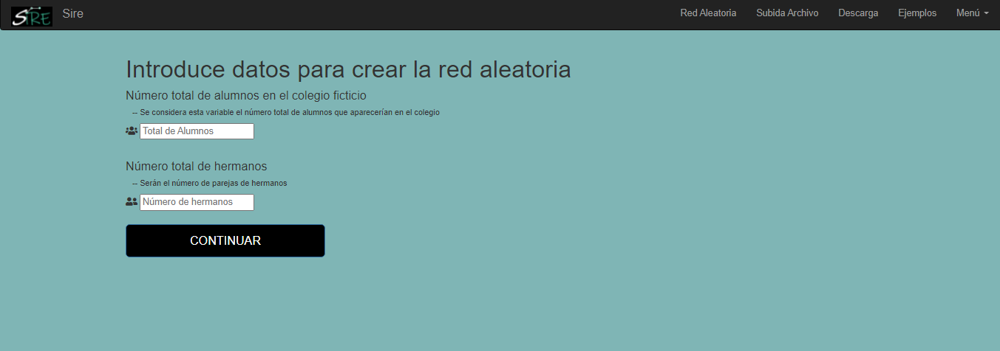 SIRE Sire Red Aleatoria Subida Archivo Descarga Ejemplos Menú
Introduce datos para crear la red aleatoria
Número total de alumnos en el colegio ficticio
-- Se considera esta variable el número total de alumnos que aparecerían en el colegio
Total de Alumnos
Número total de hermanos
-- Serán el número de parejas de hermanos
Número de hermanos
CONTINUAR